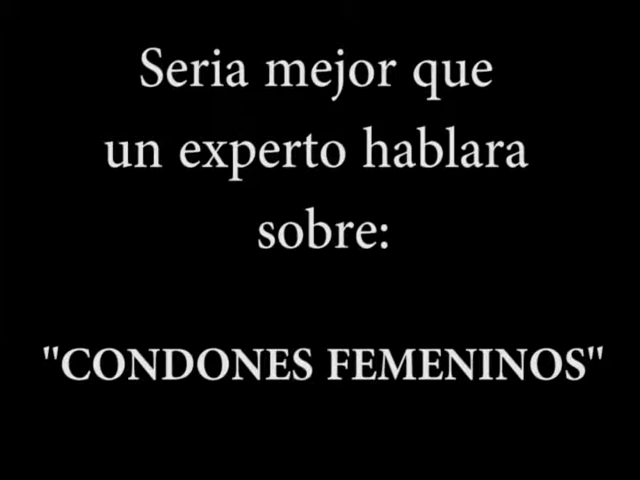 Seria mejor que
un experto hablara
sobre:
"CONDONES FEMENINOS"